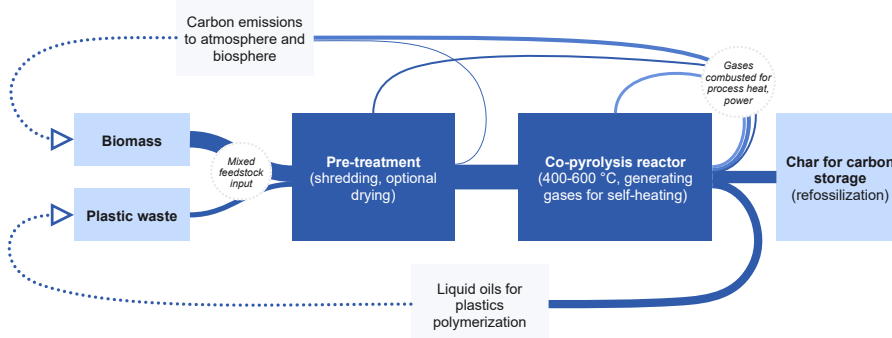 Carbon emissions
to atmosphere and
biosphere
Gases
combusted for
process heat,
power
Biomass
Mixed
feedstock
input
Plastic waste
Pre-treatment
(shredding, optional
drying)
Co-pyrolysis reactor
(400-600 °C, generating
gases for self-heating)
Char for carbon
storage
(refossilization)
Liquid oils for
plastics
polymerization